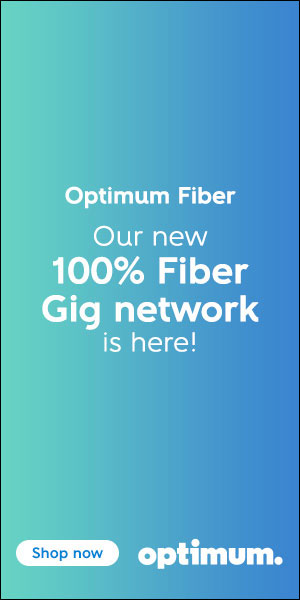 Optimum Fiber
Our new
100% Fiber
Gig network
is here!
Shop now
optimum.